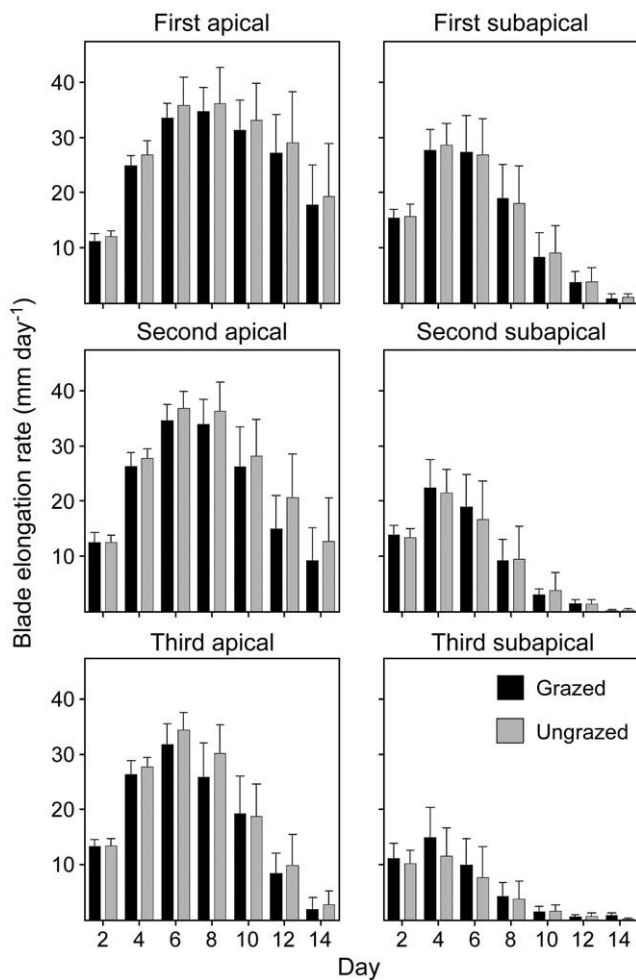 First apical
First subapical
40
30
20
10
Second apical
Second subapical
Blade elongation rate (mm day-1)
40
30
20
10
Third apical
Third subapical
Grazed
Ungrazed
40
30
20
10
2 4 6 8 10 12 14
2 4 6 8 10 12 14
Day